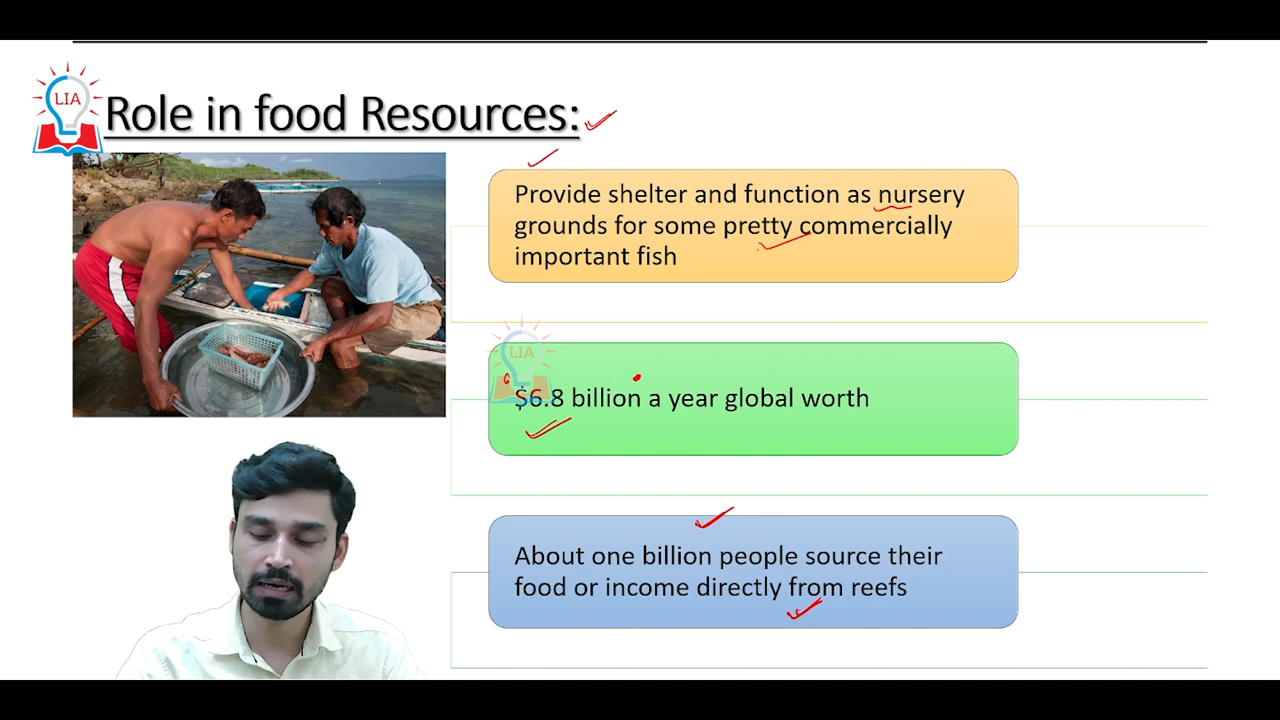 LIA
Role in food Resources:
Provide shelter and function as nursery
grounds for some pretty commercially
important fish
LIA
$6.8 billion a year global worth
About one billion people source their
food or income directly from reefs